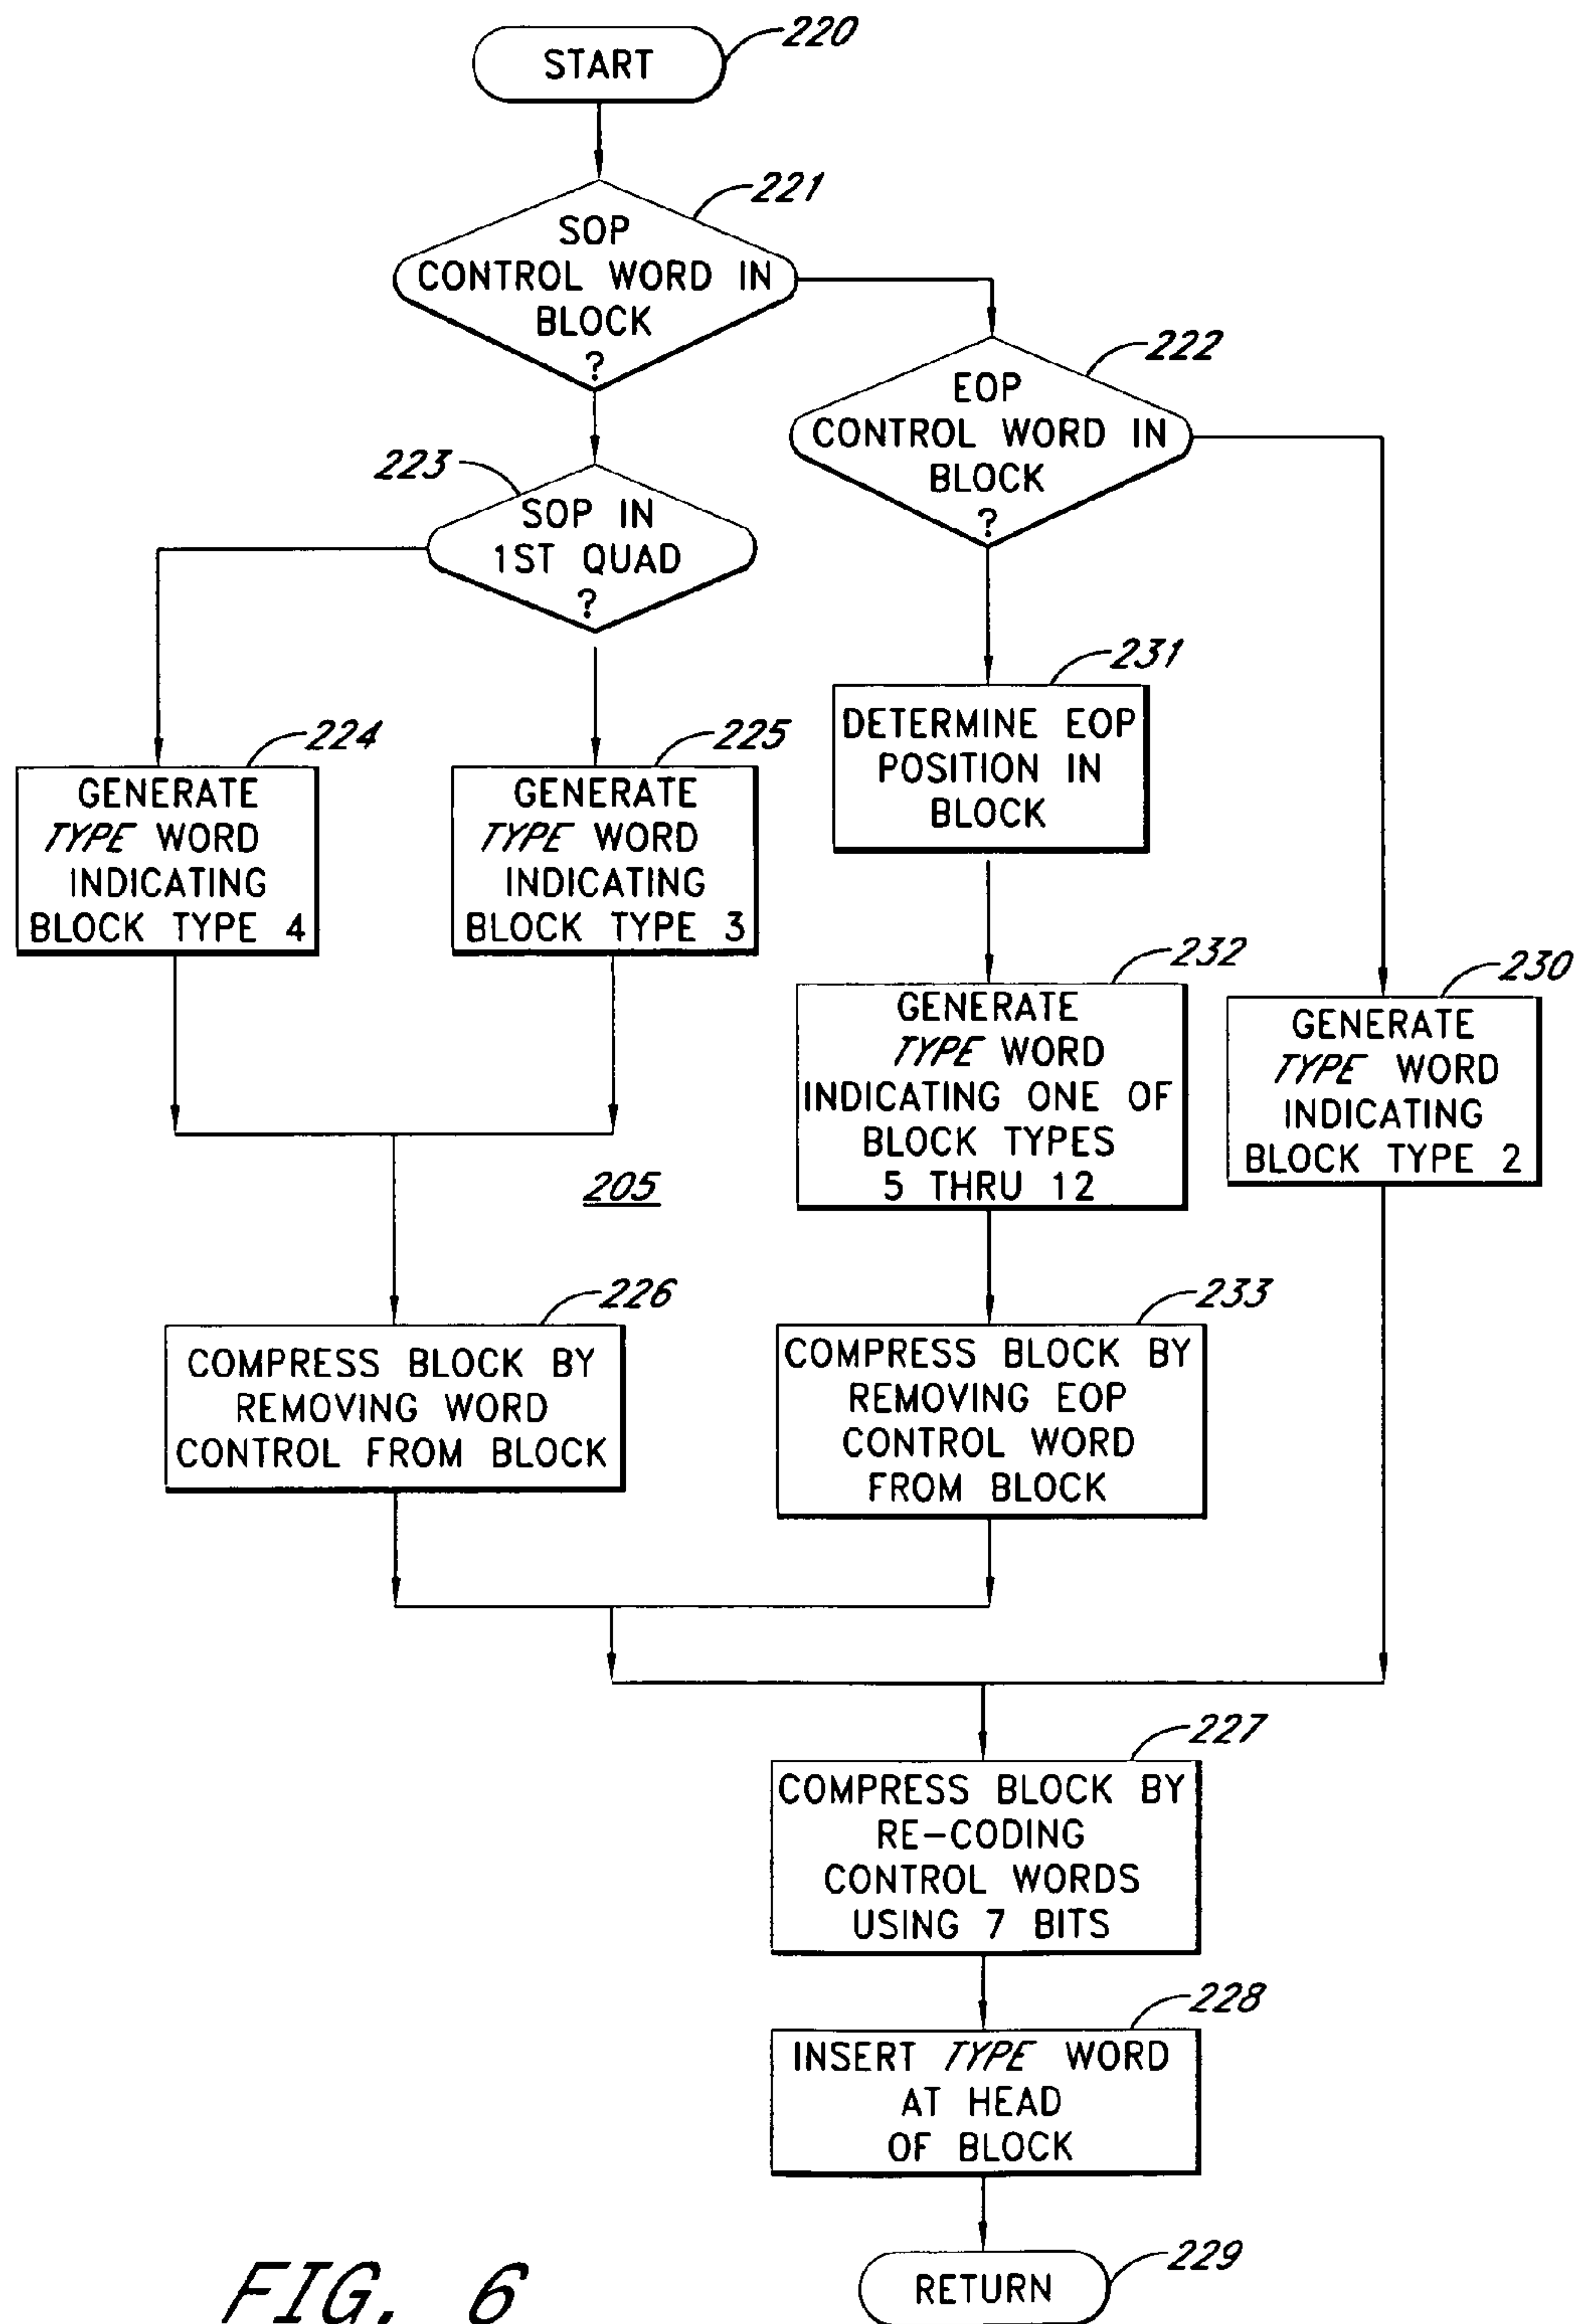 220
START
221
SOP
CONTROL WORD IN
BLOCK
?
222
EOP
CONTROL WORD IN
BLOCK
?
223
SOP IN
1ST QUAD
?
224
GENERATE
TYPE WORD
INDICATING
BLOCK TYPE 4
225
GENERATE
TYPE WORD
INDICATING
BLOCK TYPE 3
231
DETERMINE EOP
POSITION IN
BLOCK
232
GENERATE
TYPE WORD
INDICATING ONE OF
BLOCK TYPES
5 THRU 12
230
GENERATE
TYPE WORD
INDICATING
BLOCK TYPE 2
205
226
COMPRESS BLOCK BY
REMOVING WORD
CONTROL FROM BLOCK
233
COMPRESS BLOCK BY
REMOVING EOP
CONTROL WORD
FROM BLOCK
227
COMPRESS BLOCK BY
RE-CODING
CONTROL WORDS
USING 7 BITS
228
INSERT TYPE WORD
AT HEAD
OF BLOCK
229
RETURN
FIG. 6